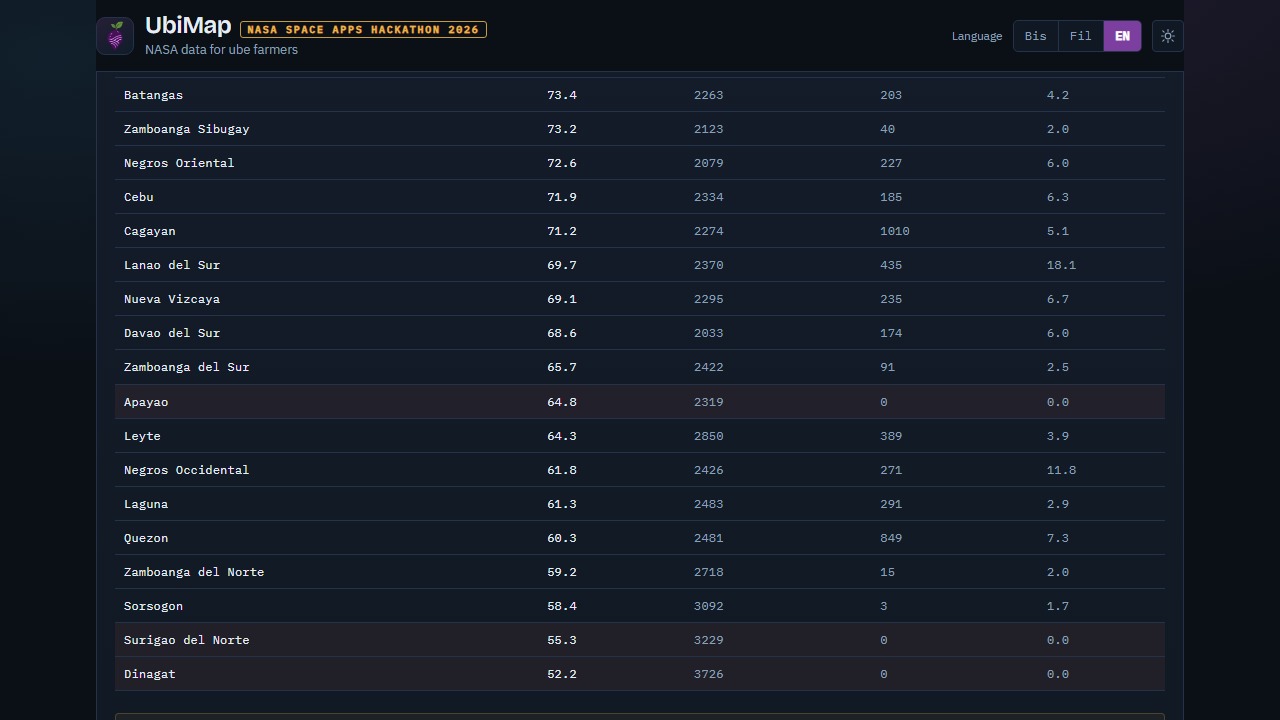 UbiMap NASA SPACE APPS HACKATHON 2026
NASA data for ube farmers
Language Bis Fil EN
Batangas 73.4 2263 203 4.2
Zamboanga Sibugay 73.2 2123 40 2.0
Negros Oriental 72.6 2079 227 6.0
Cebu 71.9 2334 185 6.3
Cagayan 71.2 2274 1010 5.1
Lanao del Sur 69.7 2370 435 18.1
Nueva Vizcaya 69.1 2295 235 6.7
Davao del Sur 68.6 2033 174 6.0
Zamboanga del Sur 65.7 2422 91 2.5
Apayao 64.8 2319 0 0.0
Leyte 64.3 2850 389 3.9
Negros Occidental 61.8 2426 271 11.8
Laguna 61.3 2483 291 2.9
Quezon 60.3 2481 849 7.3
Zamboanga del Norte 59.2 2718 15 2.0
Sorsogon 58.4 3092 3 1.7
Surigao del Norte 55.3 3229 0 0.0
Dinagat 52.2 3726 0 0.0